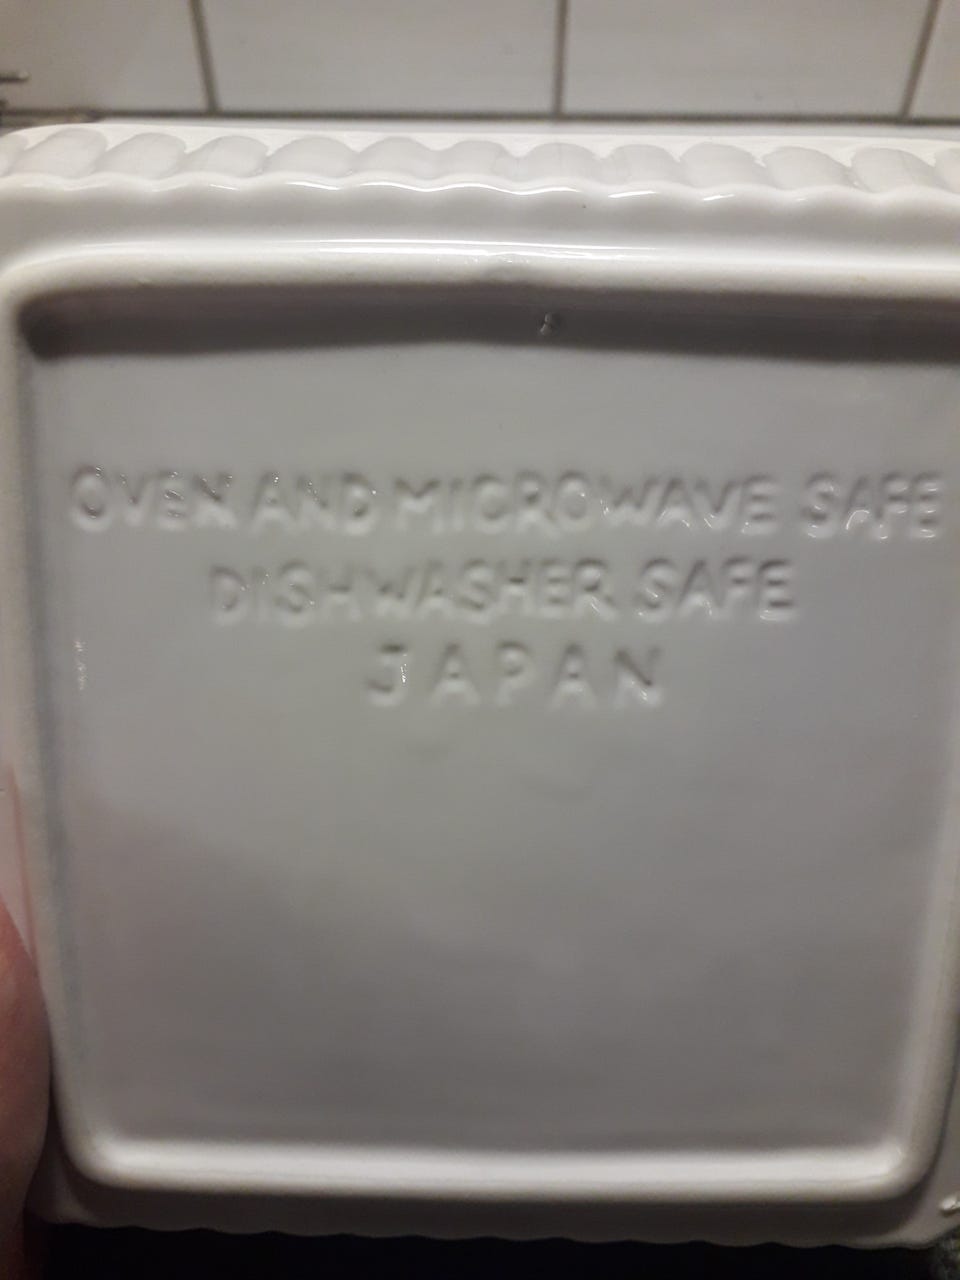 OVEN AND MICROWAVE SAFE
DISHWASHER SAFE
JAPAN